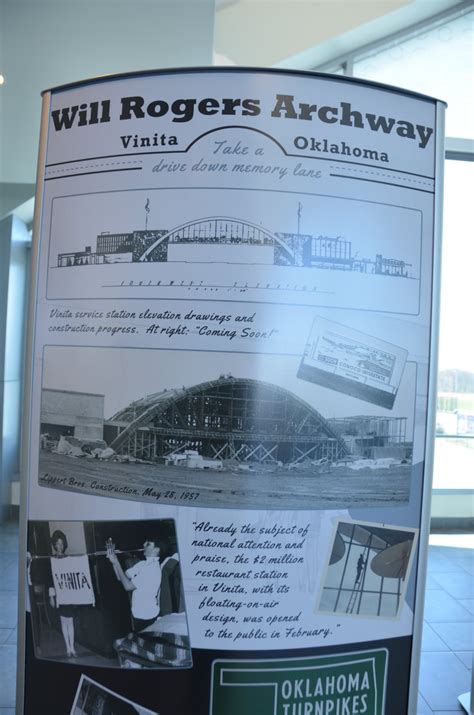 Will Rogers Archway
Vinita
Oklahoma
Take a
drive down memory lane
Vinita service station elevation drawings and
construction progress. At right: "Coming Soon!"
Lippert Bros. Construction, May 28, 1957
VINITA
"Already the subject of
national attention and
praise, the $2 million
restaurant station
in Vinita, with its
floating-on-air
design, was opened
to the public in February."
OKLAHOMA
TURNPIKES